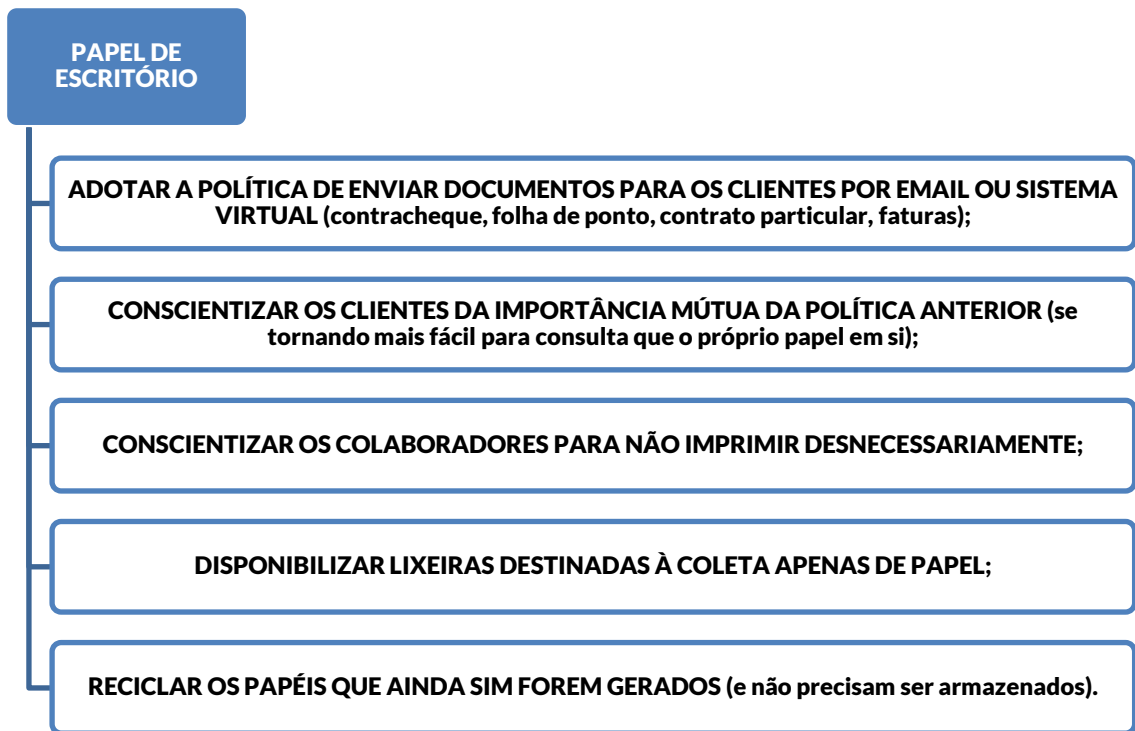 PAPEL DE
ESCRITÓRIO
ADOTAR A POLÍTICA DE ENVIAR DOCUMENTOS PARA OS CLIENTES POR EMAIL OU SISTEMA
VIRTUAL (contracheque, folha de ponto, contrato particular, faturas);
CONSCIENTIZAR OS CLIENTES DA IMPORTÂNCIA MÚTUA DA POLÍTICA ANTERIOR (se
tornando mais fácil para consulta que o próprio papel em si);
CONSCIENTIZAR OS COLABORADORES PARA NÃO IMPRIMIR DESNECESSARIAMENTE;
DISPONIBILIZAR LIXEIRAS DESTINADAS À COLETA APENAS DE PAPEL;
RECICLAR OS PAPÉIS QUE AINDA SIM FOREM GERADOS (e não precisam ser armazenados).